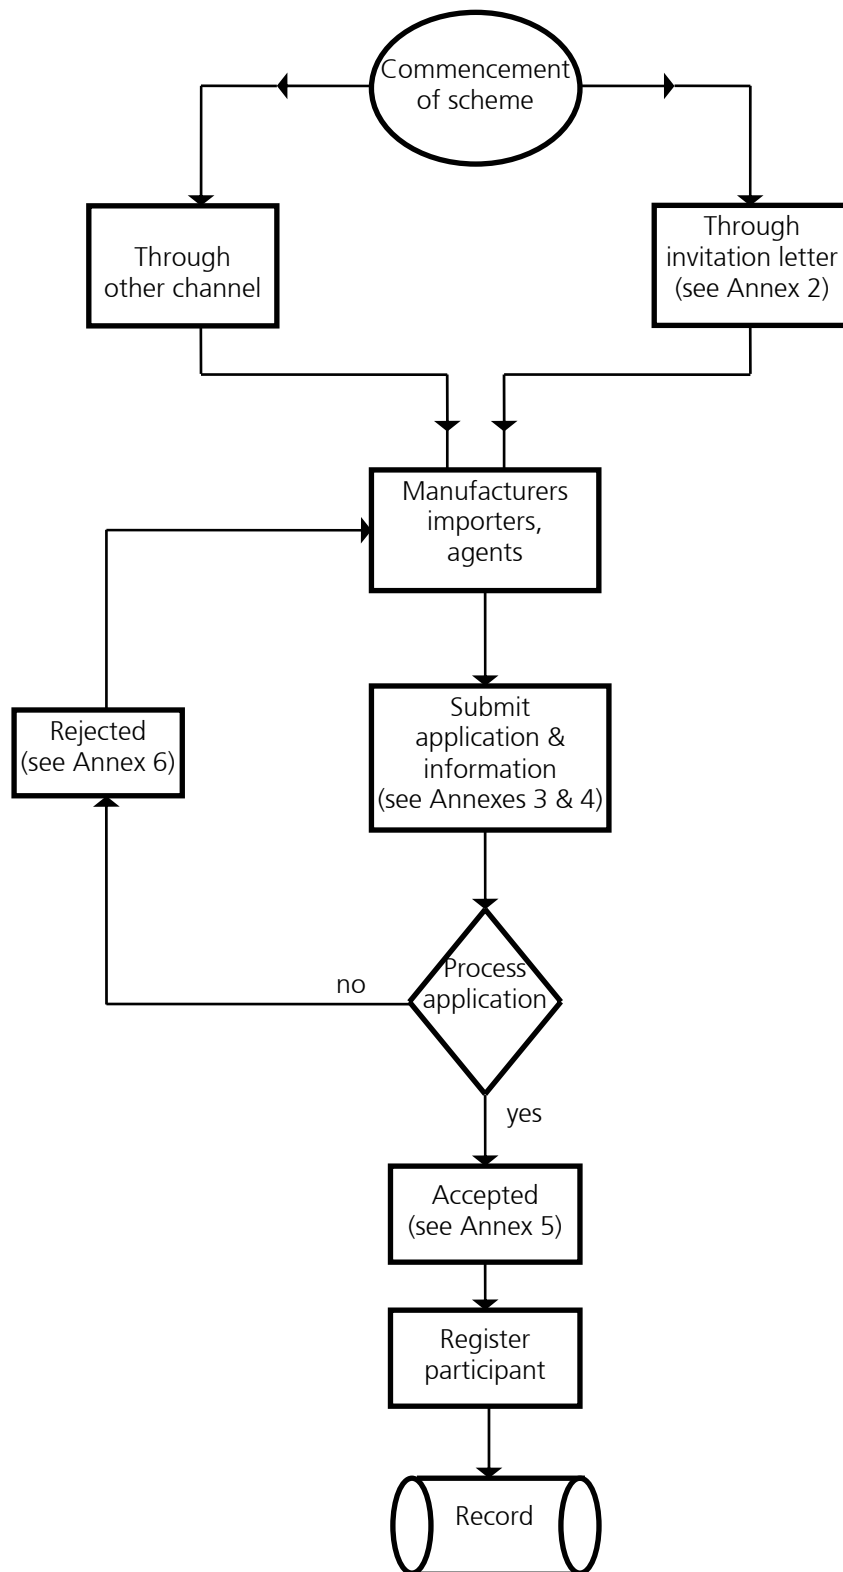 Commencement
of scheme
Through
other channel
Through
invitation letter
(see Annex 2)
Manufacturers
importers,
agents
Rejected
(see Annex 6)
Submit
application &
information
(see Annexes 3 & 4)
no
Process
application
yes
Accepted
(see Annex 5)
Register
participant
Record